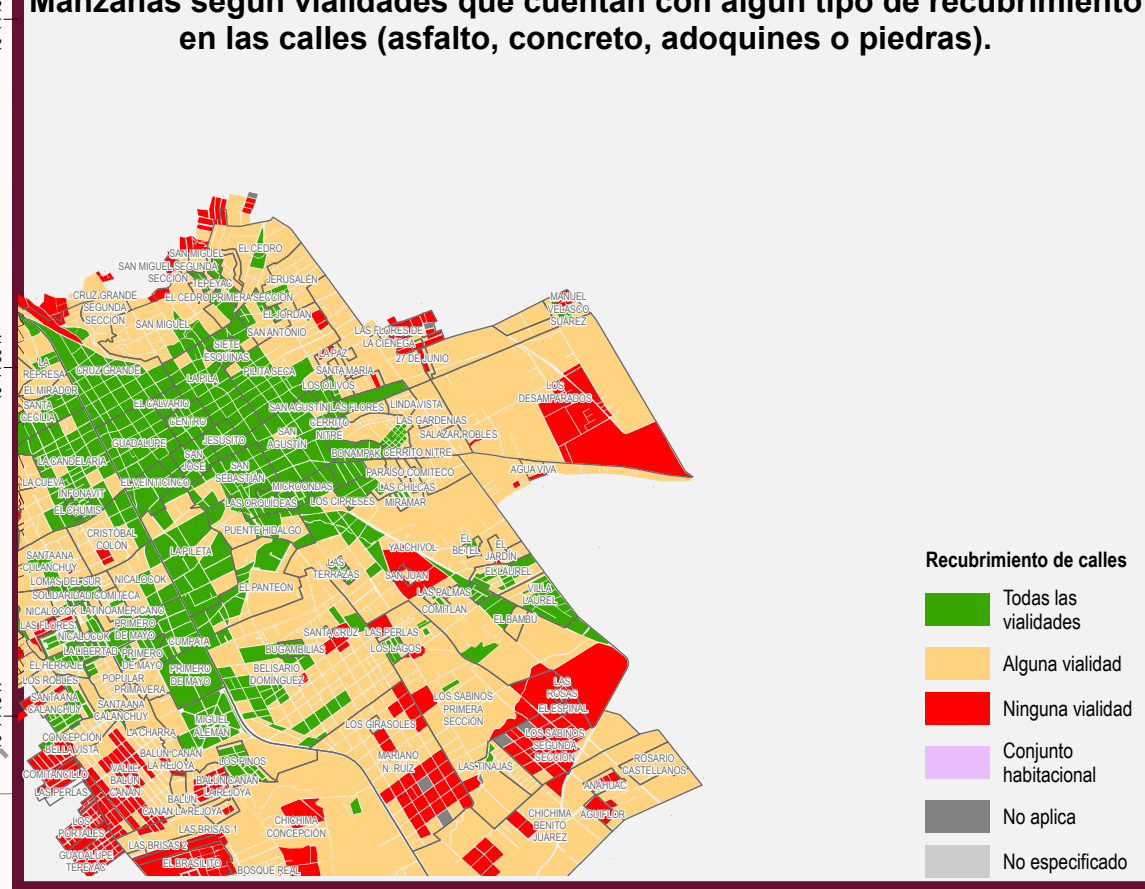 Manzanas según vialidades que cuentan con algún tipo de recubrimiento
en las calles (asfalto, concreto, adoquines o piedras).
SAN MIGUEL
EL CEDRO
SAN MIGUEL SEGUNDA
SECCIÓN
TEPEYAC
JERUSALÉN
CRUZ GRANDE
SEGUNDA
SECCIÓN
EL CEDRO PRIMERA SECCIÓN
EL JORDÁN
SAN MIGUEL
SAN ANTONIO
MANUEL
VELASCO
SUÁREZ
LAS FLORES DE
LA CIÉNEGA
27 DE JUNIO
SIETE
ESQUINAS
LA PAZ
SANTA MARÍA
LA
REPRESA
CRUZ GRANDE
LA PILA
PILITA SECA
LOS OLIVOS
EL MIRADOR
LOS
DESAMPARADOS
SANTA
CECILIA
EL CALVARIO
CENTRO
SAN AGUSTÍN
LAS FLORES
LINDA VISTA
LAS GARDENIAS
CERRITO
NITRE
SALAZAR ROBLES
GUADALUPE
JESUSITO
SAN
AGUSTÍN
SAN
JOSÉ
BONAMPAK
CERRITO NITRE
LA CANDELARIA
SAN
SEBASTIÁN
PARAÍSO COMITECO
AGUA VIVA
LA CUEVA
EL VEINTICINCO
MICROONDAS
LAS CHILCAS
INFONAVIT
LAS ORQUÍDEAS
LOS CIPRESES
MIRAMAR
EL CHUMIS
CRISTÓBAL
COLÓN
PUENTE HIDALGO
LA PILETA
YALCHIVOL
EL
BETEL
EL
JARDÍN
SANTA ANA
CULANCHUY
LAS
TERRAZAS
EL LAUREL
LOMAS DEL SUR
NICALOCOK
EL PANTEÓN
SAN JUAN
LAS PALMAS
VILLA
LAUREL
SOLIDARIDAD COMITECA
NICALOCOK
LATINOAMERICANO
COMITLÁN
EL BAMBÚ
LAS FLORES
PRIMERO
DE MAYO
NICALOCOK
SANTA CRUZ
LAS PERLAS
LA LIBERTAD
PRIMERO
DE MAYO
CUMPATA
BUGAMBILIAS
LOS LAGOS
EL HERRAJE
LOS ROBLES
POPULAR
PRIMAVERA
PRIMERO
DE MAYO
BELISARIO
DOMÍNGUEZ
LAS
ROSAS
SANTA ANA
CALANCHUY
SANTA ANA
CALANCHUY
LOS SABINOS
PRIMERA
SECCIÓN
EL ESPINAL
MIGUEL
ALEMÁN
LOS GIRASOLES
LOS SABINOS
SEGUNDA
SECCIÓN
CONCEPCIÓN
BELLA VISTA
LA CHARRA
BALÚN CANÁN
LA REJOYA
LOS PINOS
MARIANO
N. RUÍZ
LAS TINAJAS
ROSARIO
CASTELLANOS
COMITANCILLO
VALLE
BALÚN
CANÁN
BALÚN CANÁN
LA REJOYA
ANÁHUAC
LAS PERLAS
BALÚN
CANÁN LA REJOYA
CHICHIMA
CONCEPCIÓN
CHICHIMA
BENITO
JUÁREZ
AGUIFLOR
LOS
PORTALES
LAS BRISAS 1
LAS BRISAS 2
GUADALUPE
TEPEYAC
EL BRASILITO
BOSQUE REAL
Recubrimiento de calles
Todas las
vialidades
Alguna vialidad
Ninguna vialidad
Conjunto
habitacional
No aplica
No especificado